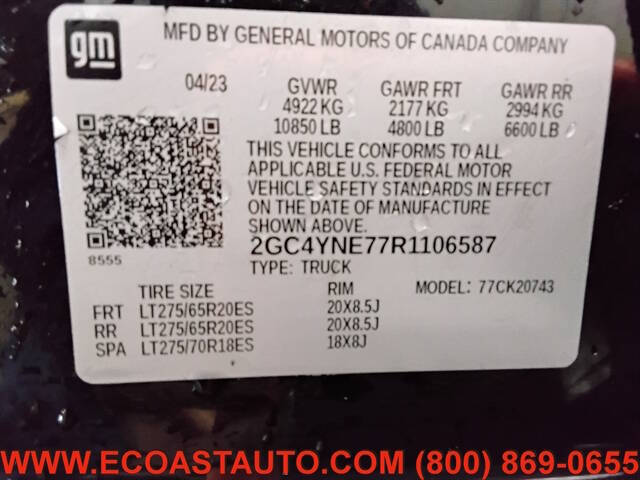 gm
MFD BY GENERAL MOTORS OF CANADA COMPANY
04/23 GVWR GAWR FRT GAWR RR
4922 KG 2177 KG 2994 KG
10850 LB 4800 LB 6600 LB
THIS VEHICLE CONFORMS TO ALL
APPLICABLE U.S. FEDERAL MOTOR
VEHICLE SAFETY STANDARDS IN EFFECT
ON THE DATE OF MANUFACTURE
SHOWN ABOVE.
8555 2GC4YNE77R1106587
TYPE: TRUCK
TIRE SIZE RIM MODEL: 77CK20743
FRT LT275/65R20ES 20X8.5J
RR LT275/65R20ES 20X8.5J
SPA LT275/70R18ES 18X8J
WWW.ECOASTAUTO.COM (800) 869-0655